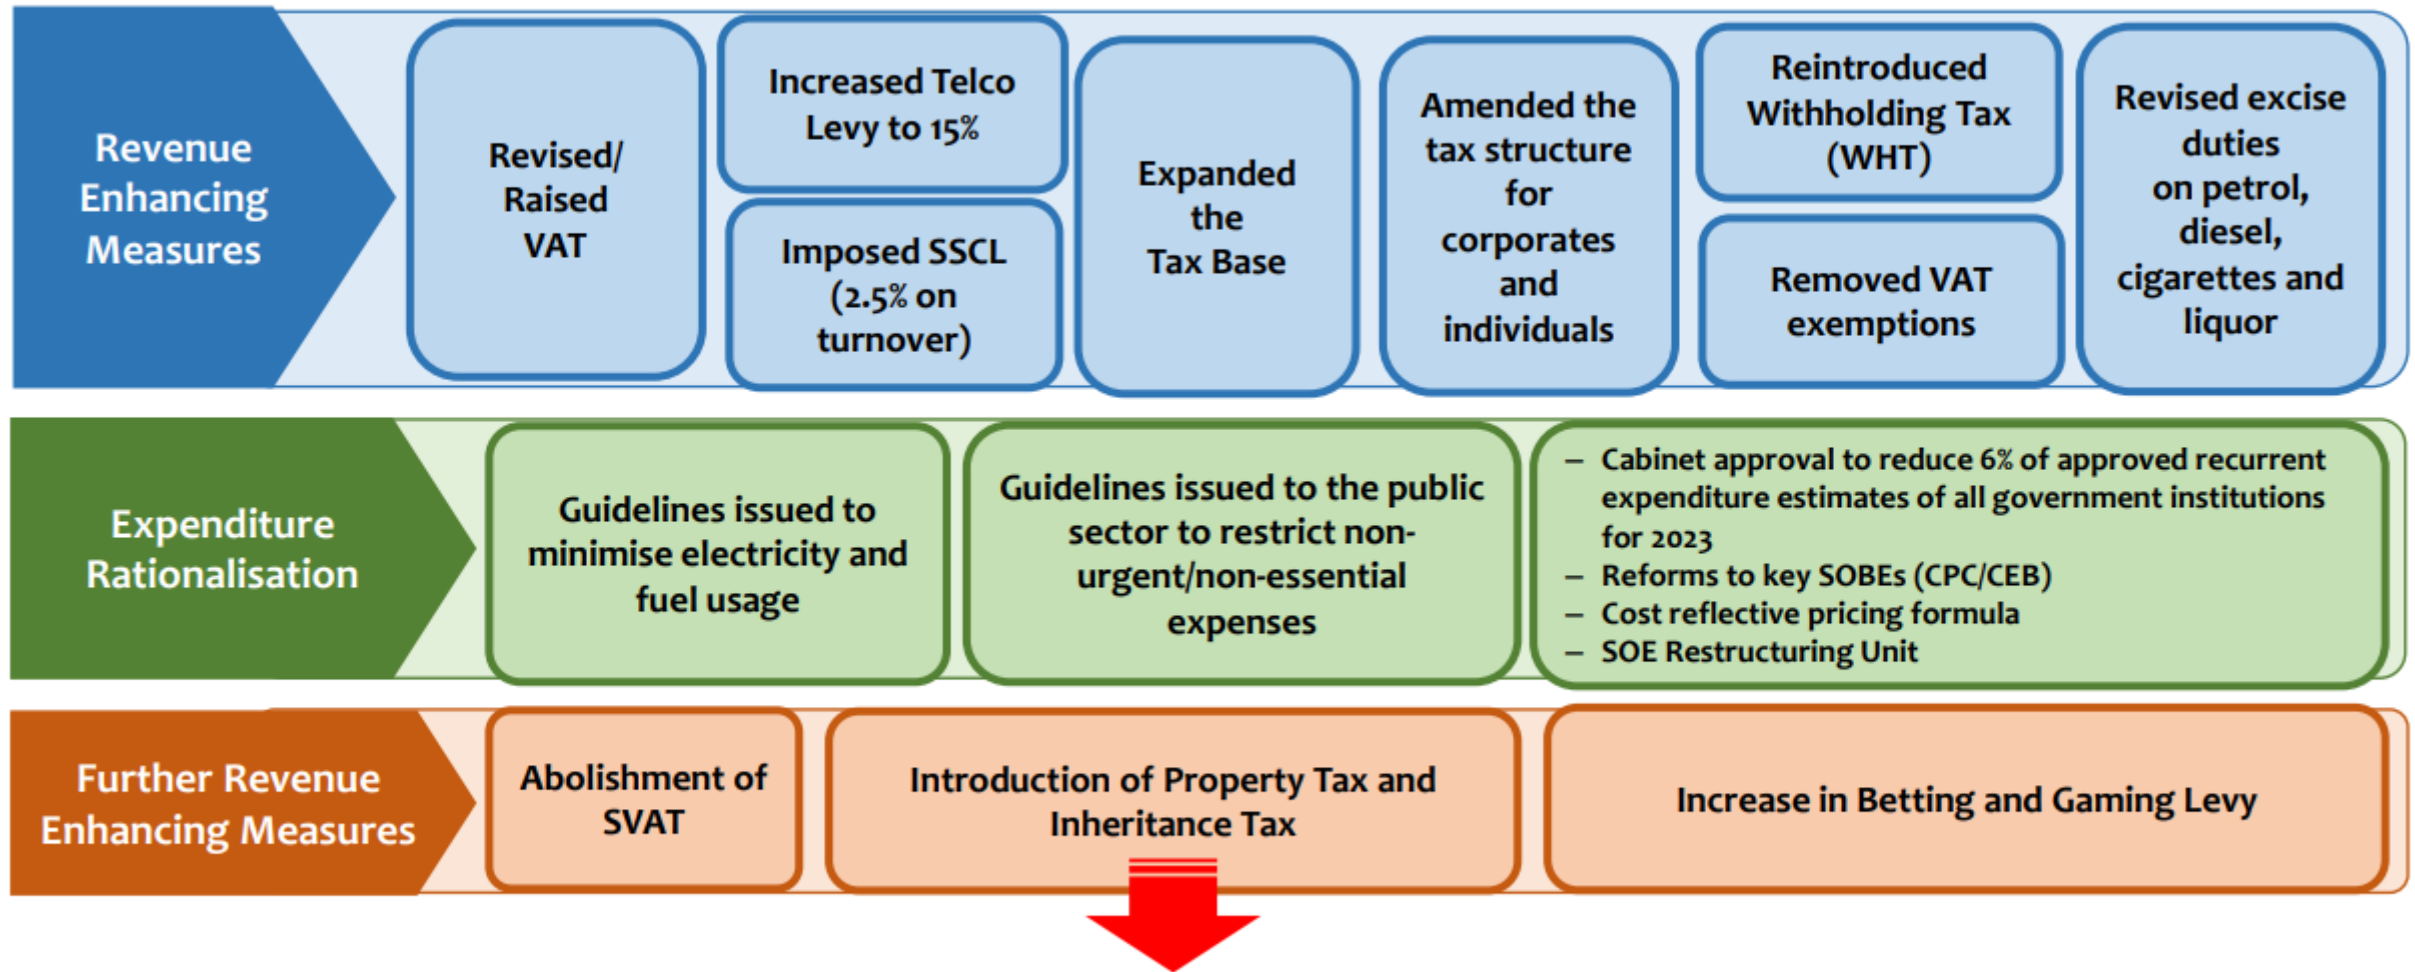 Revenue
Enhancing
Measures
Revised/
Raised
VAT
Increased Telco
Levy to 15%
Imposed SSCL
(2.5% on
turnover)
Expanded
the
Tax Base
Amended the
tax structure
for
corporates
and
individuals
Reintroduced
Withholding Tax
(WHT)
Removed VAT
exemptions
Revised excise
duties
on petrol,
diesel,
cigarettes and
liquor
Expenditure
Rationalisation
Guidelines issued to
minimise electricity and
fuel usage
Guidelines issued to the public
sector to restrict non-
urgent/non-essential
expenses
– Cabinet approval to reduce 6% of approved recurrent
expenditure estimates of all government institutions
for 2023
– Reforms to key SOBEs (CPC/CEB)
– Cost reflective pricing formula
– SOE Restructuring Unit
Further Revenue
Enhancing Measures
Abolishment of
SVAT
Introduction of Property Tax and
Inheritance Tax
Increase in Betting and Gaming Levy